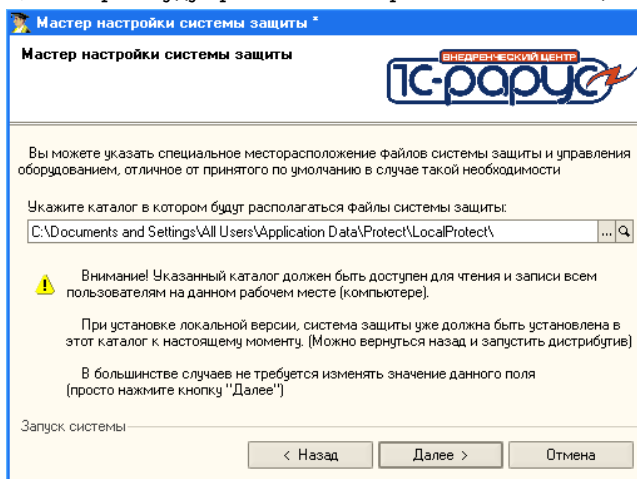 Мастер настройки системы защиты *
Мастер настройки системы защиты
ВНЕДРЕНЧЕСКИЙ ЦЕНТР
1С-рарус
Вы можете указать специальное месторасположение файлов системы защиты и управления
оборудованием, отличное от принятого по умолчанию в случае такой необходимости
Укажите каталог в котором будут располагаться файлы системы защиты:
C:\Documents and Settings\All Users\Application Data\Protect\LocalProtect\ ...
Внимание! Указанный каталог должен быть доступен для чтения и записи всем
пользователям на данном рабочем месте (компьютере).
При установке локальной версии, система защиты уже должна быть установлена в
этот каталог к настоящему моменту. (Можно вернуться назад и запустить дистрибутив)
В большинстве случаев не требуется изменять значение данного поля
(просто нажмите кнопку "Далее")
Запуск системы
< Назад Далее > Отмена